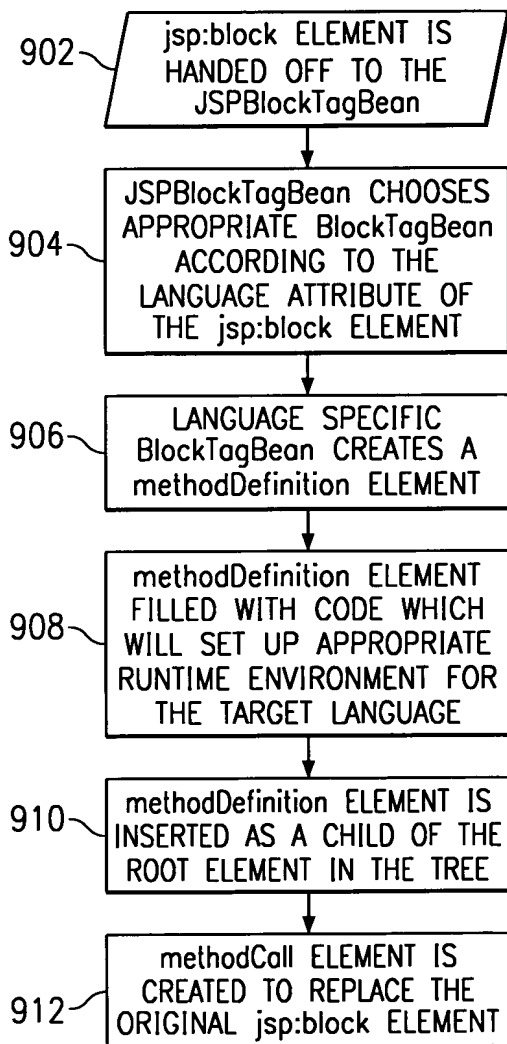 902
jsp:block ELEMENT IS
HANDED OFF TO THE
JSPBlockTagBean
904
JSPBlockTagBean CHOOSES
APPROPRIATE BlockTagBean
ACCORDING TO THE
LANGUAGE ATTRIBUTE OF
THE jsp:block ELEMENT
906
LANGUAGE SPECIFIC
BlockTagBean CREATES A
methodDefinition ELEMENT
908
methodDefinition ELEMENT
FILLED WITH CODE WHICH
WILL SET UP APPROPRIATE
RUNTIME ENVIRONMENT FOR
THE TARGET LANGUAGE
910
methodDefinition ELEMENT IS
INSERTED AS A CHILD OF THE
ROOT ELEMENT IN THE TREE
912
methodCall ELEMENT IS
CREATED TO REPLACE THE
ORIGINAL jsp:block ELEMENT